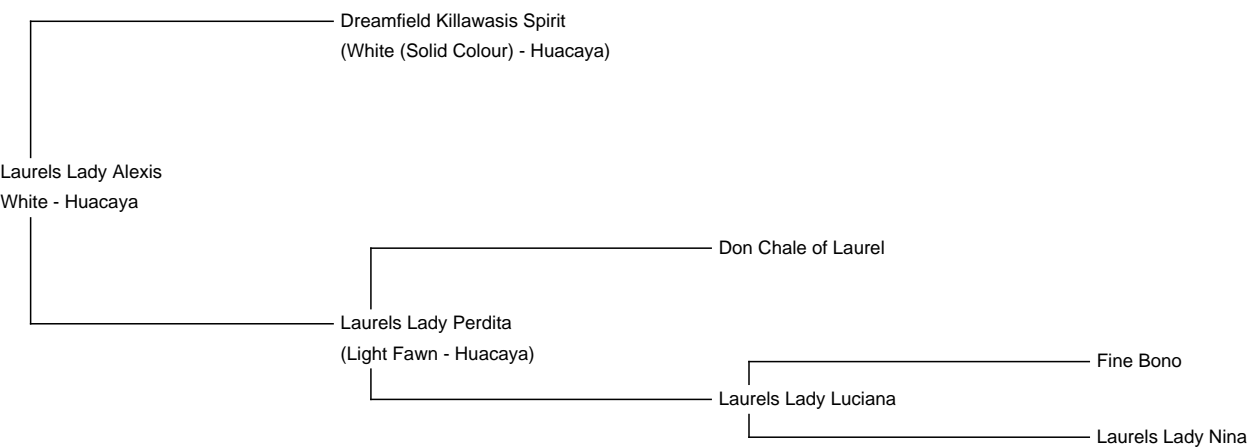 Dreamfield Killawasis Spirit
(White (Solid Colour) - Huacaya)
Laurels Lady Alexis
White - Huacaya
Don Chale of Laurel
Laurels Lady Perdita
(Light Fawn - Huacaya)
Fine Bono
Laurels Lady Luciana
Laurels Lady Nina